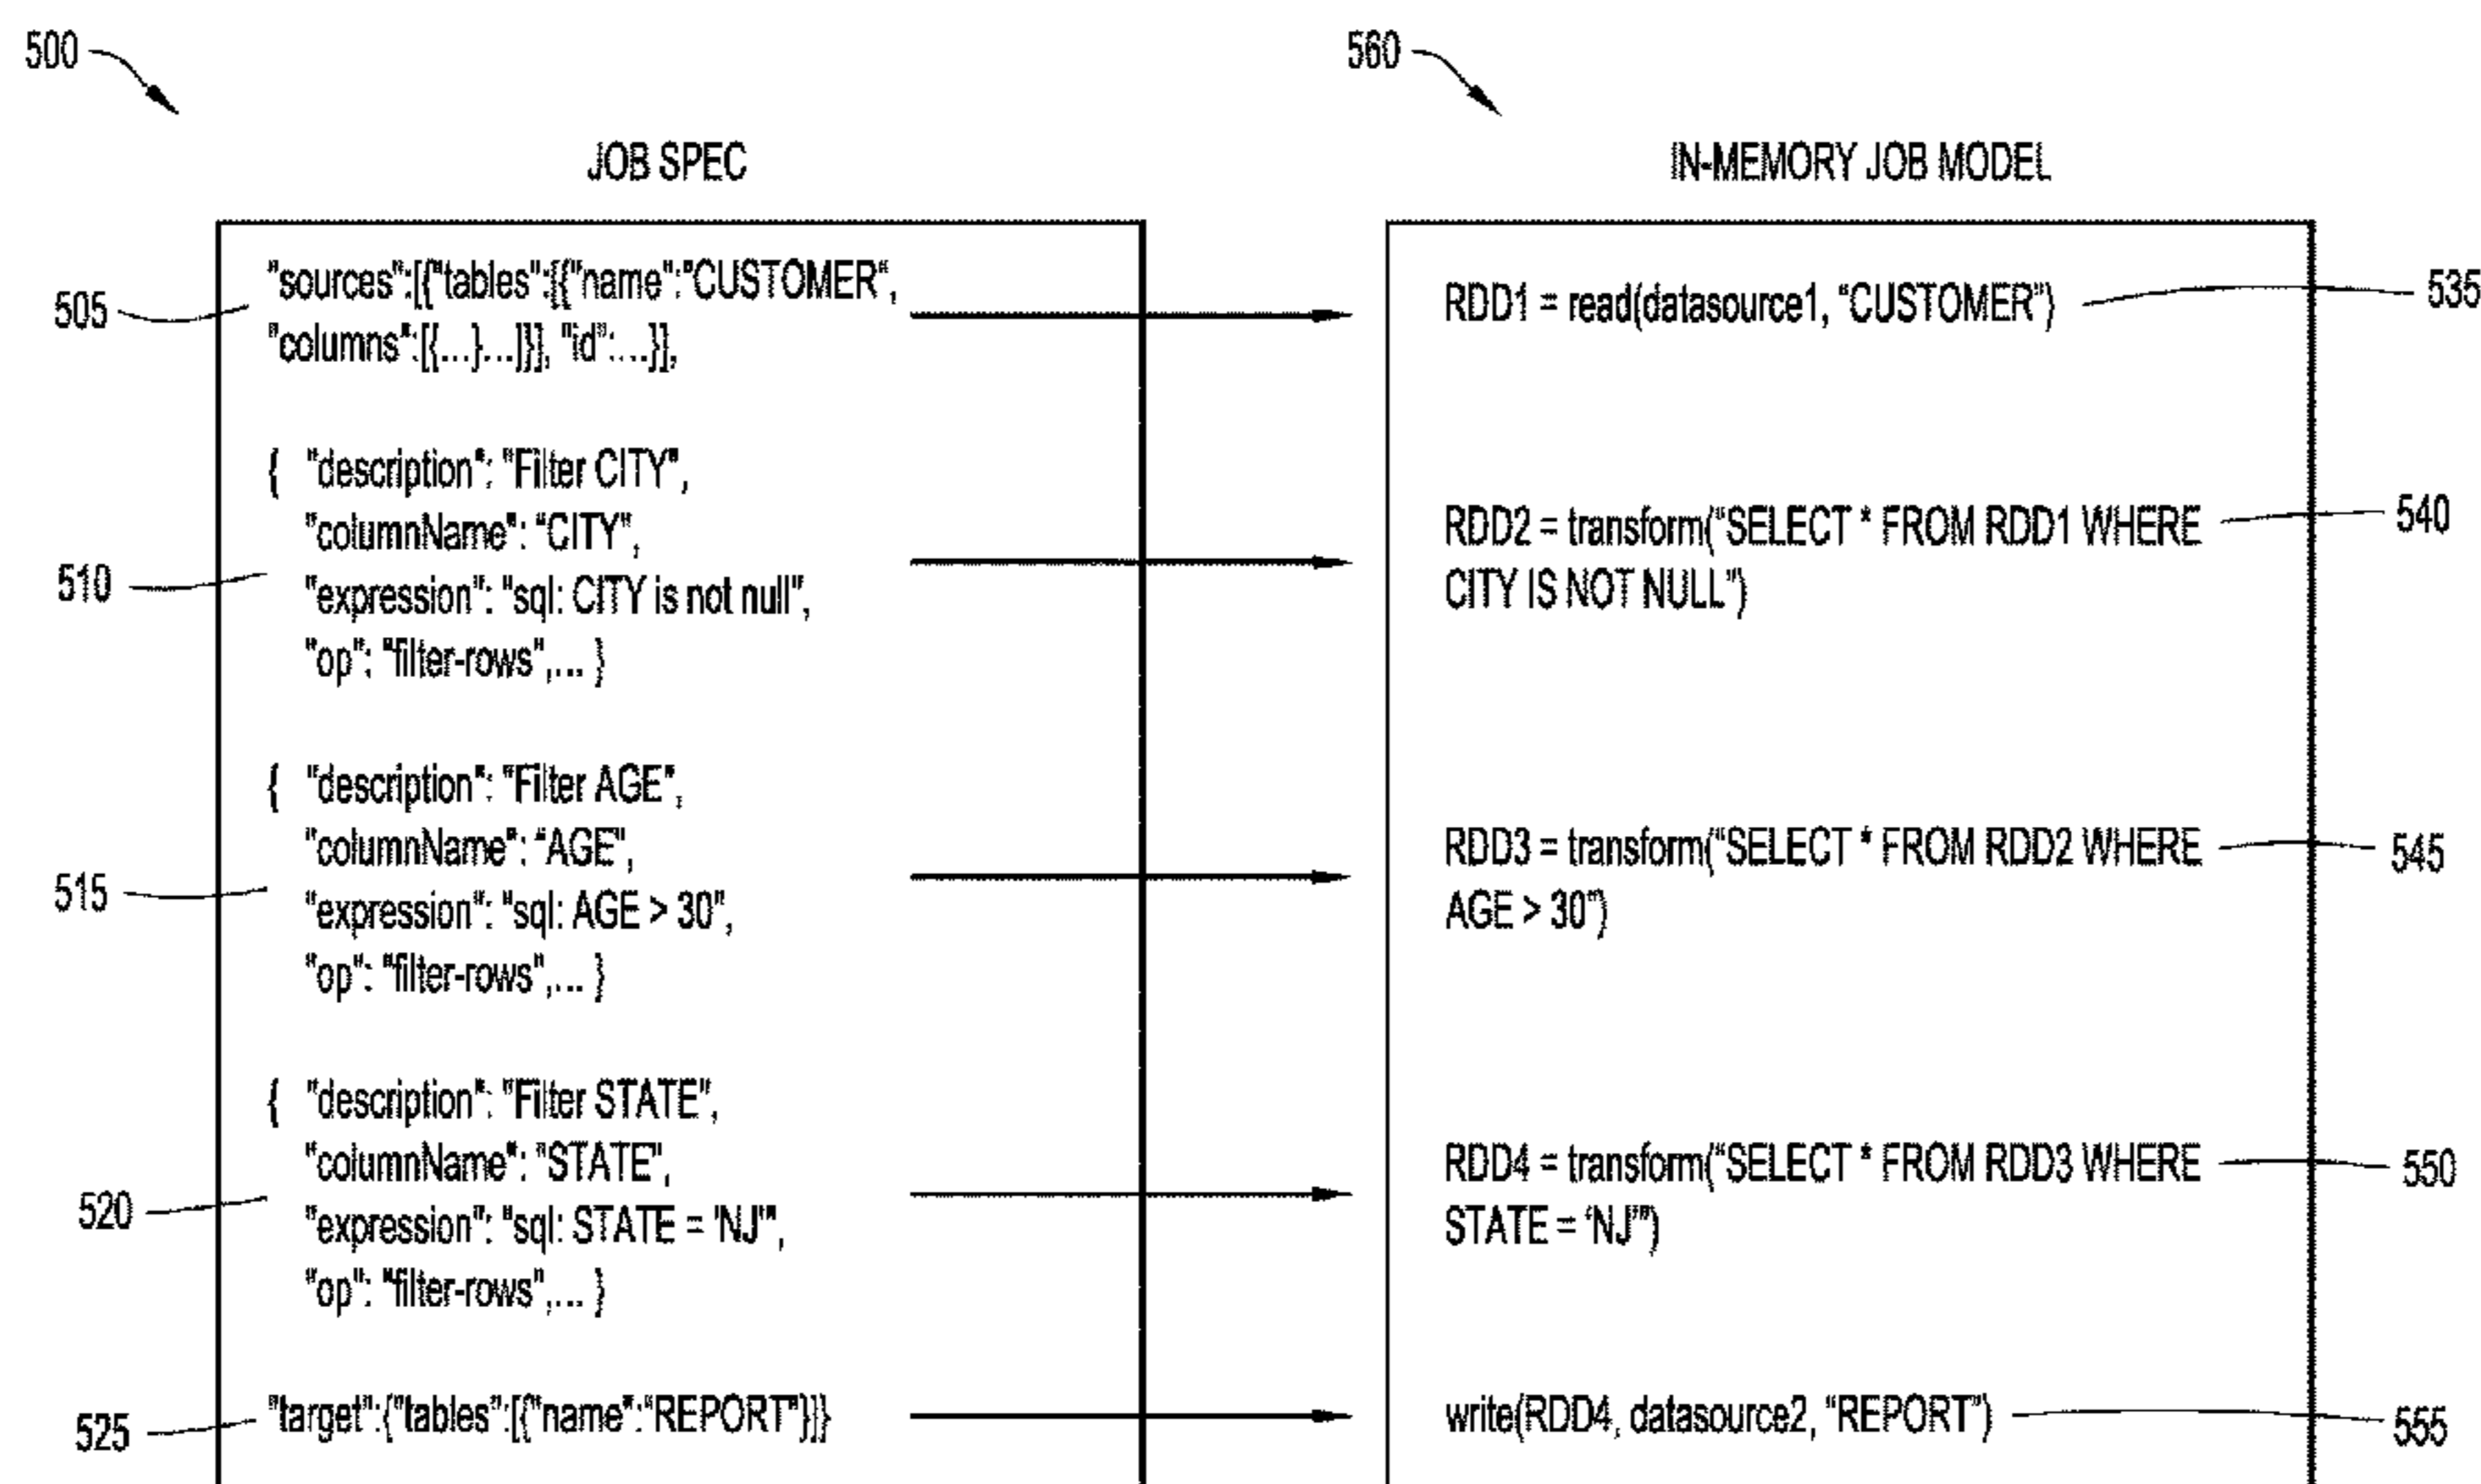 500
560
JOB SPEC
IN-MEMORY JOB MODEL
505
"sources":[{"tables":[{"name":"CUSTOMER",
"columns":[{...}...]}], "id":...}],
RDD1 = read(datasource1, "CUSTOMER")
535
510
{ "description": "Filter CITY",
"columnName": "CITY",
"expression": "sql: CITY is not null",
"op": "filter-rows",... }
RDD2 = transform("SELECT * FROM RDD1 WHERE
CITY IS NOT NULL")
540
515
{ "description": "Filter AGE",
"columnName": "AGE",
"expression": "sql: AGE > 30",
"op": "filter-rows",... }
RDD3 = transform("SELECT * FROM RDD2 WHERE
AGE > 30")
545
520
{ "description": "Filter STATE",
"columnName": "STATE",
"expression": "sql: STATE = 'NJ'",
"op": "filter-rows",... }
RDD4 = transform("SELECT * FROM RDD3 WHERE
STATE = 'NJ'")
550
525
"target":{"tables":[{"name":"REPORT"}]}
write(RDD4, datasource2, "REPORT")
555